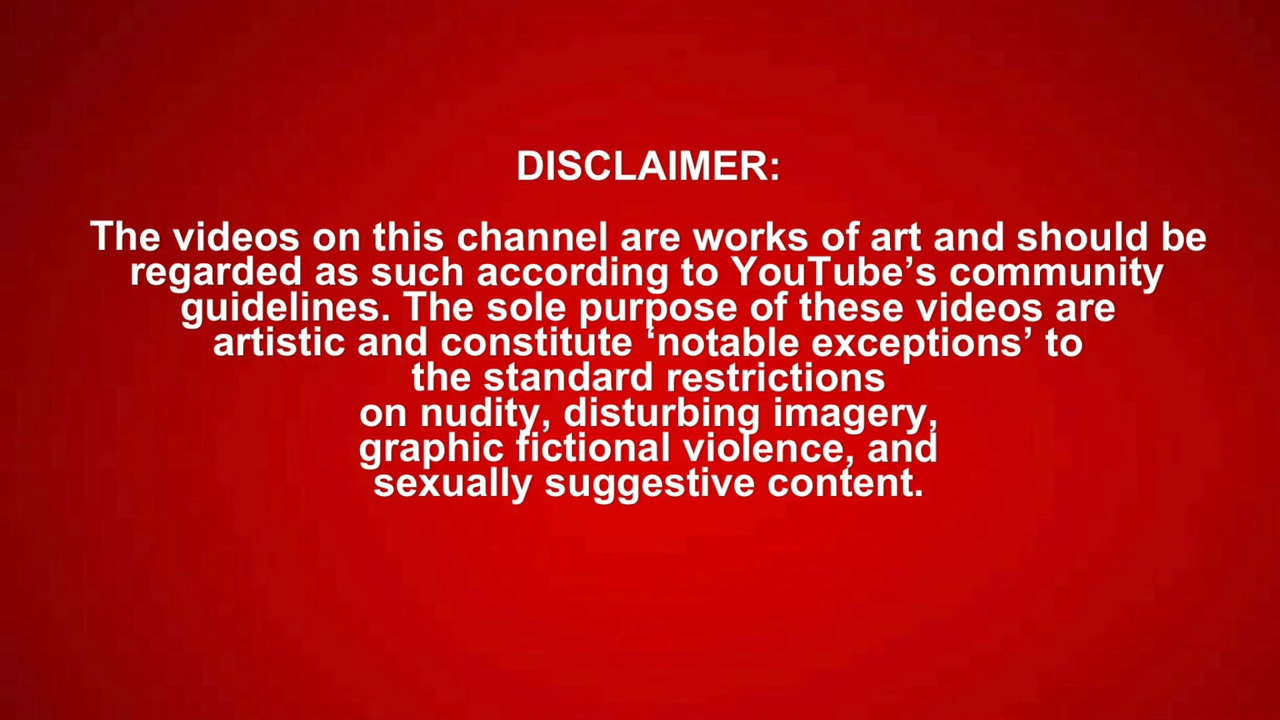 DISCLAIMER:
The videos on this channel are works of art and should be
regarded as such according to YouTube’s community
guidelines. The sole purpose of these videos are
artistic and constitute ‘notable exceptions’ to
the standard restrictions
on nudity, disturbing imagery,
graphic fictional violence, and
sexually suggestive content.